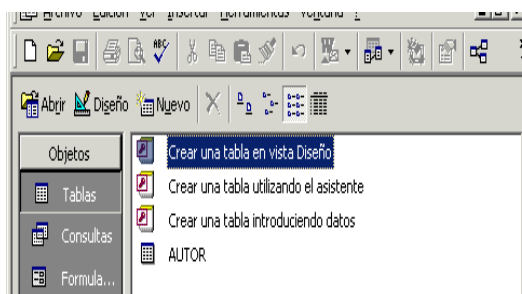 Archivo Edición Ver Insertar Herramientas Ventana ?
Abrir Diseño Nuevo
Objetos
Crear una tabla en vista Diseño
Tablas
Crear una tabla utilizando el asistente
Consultas
Crear una tabla introduciendo datos
AUTOR
Formula...